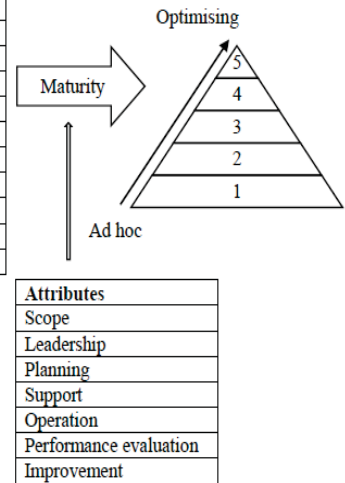 Optimising
5
Maturity
4
3
2
1
Ad hoc
Attributes
Scope
Leadership
Planning
Support
Operation
Performance evaluation
Improvement